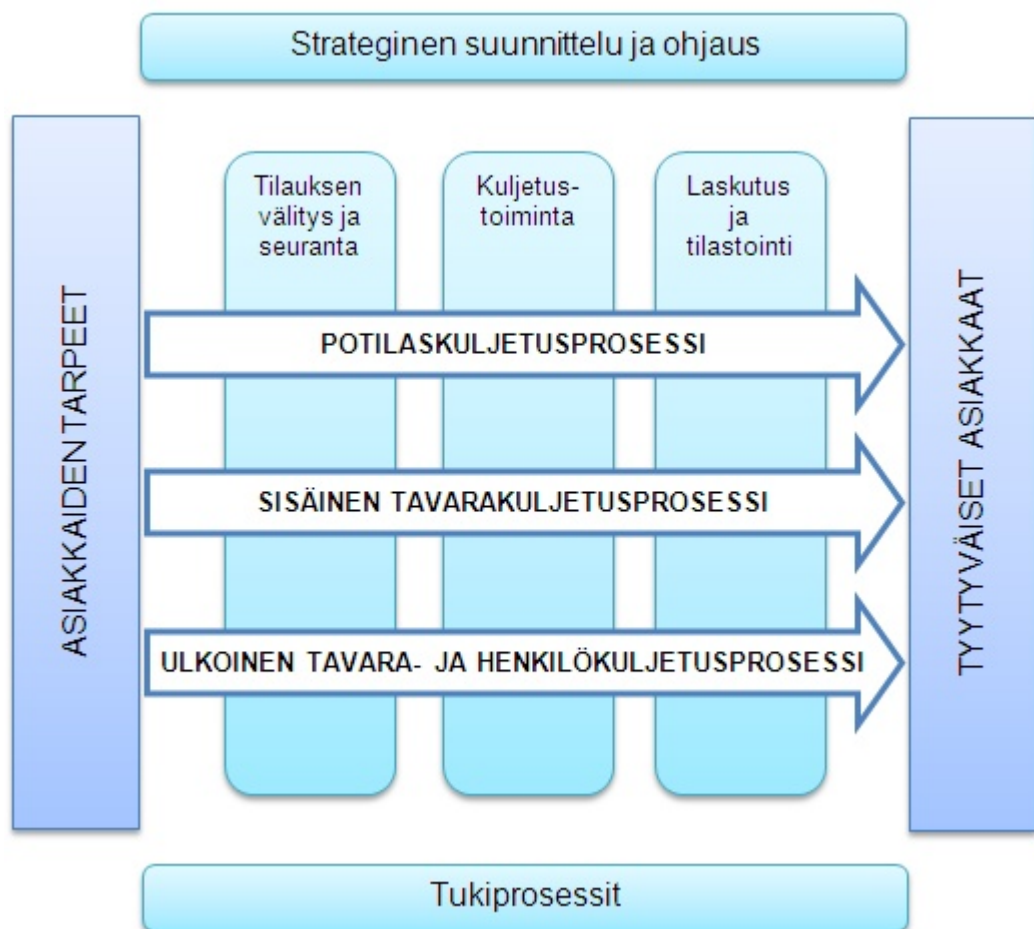 Strateginen suunnittelu ja ohjaus
ASIAKKAIDEN TARPEET
Tilauksen
välitys ja
seuranta
Kuljetus-
toiminta
Laskutus
ja
tilastointi
POTILASKULJETUSPROSESSI
SISÄINEN TAVARAKULJETUSPROSESSI
ULKOINEN TAVARA- JA HENKILÖKULJETUSPROSESSI
TYYTYVÄISET ASIAKKAAT
Tukiprosessit